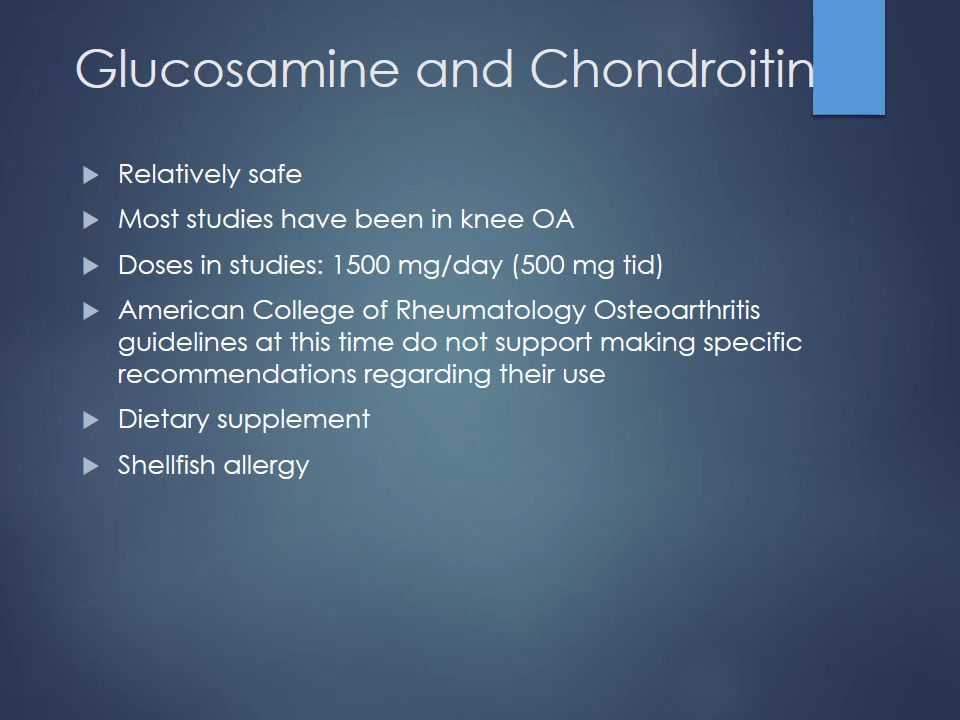 Glucosamine and Chondroitin
Relatively safe
Most studies have been in knee OA
Doses in studies: 1500 mg/day (500 mg tid)
American College of Rheumatology Osteoarthritis
guidelines at this time do not support making specific
recommendations regarding their use
Dietary supplement
Shellfish allergy